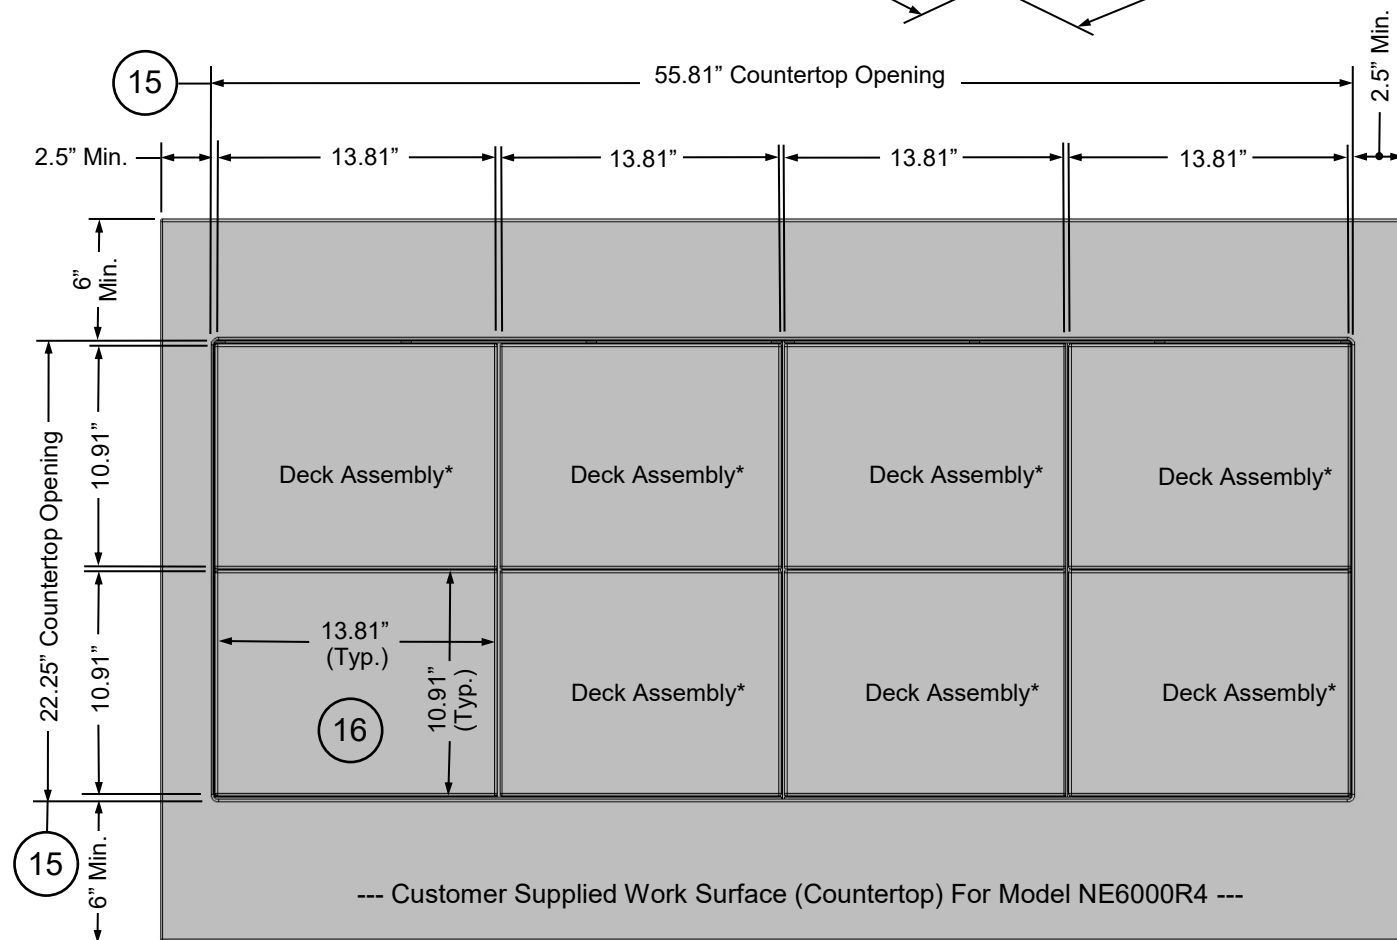 2.5” Min.
15
55.81” Countertop Opening
2.5” Min.
13.81”
13.81”
13.81”
13.81”
6”
Min.
22.25” Countertop Opening
10.91”
Deck Assembly*
Deck Assembly*
Deck Assembly*
Deck Assembly*
10.91”
13.81”
(Typ.)
10.91”
(Typ.)
16
Deck Assembly*
Deck Assembly*
Deck Assembly*
15
6” Min.
--- Customer Supplied Work Surface (Countertop) For Model NE6000R4 ---